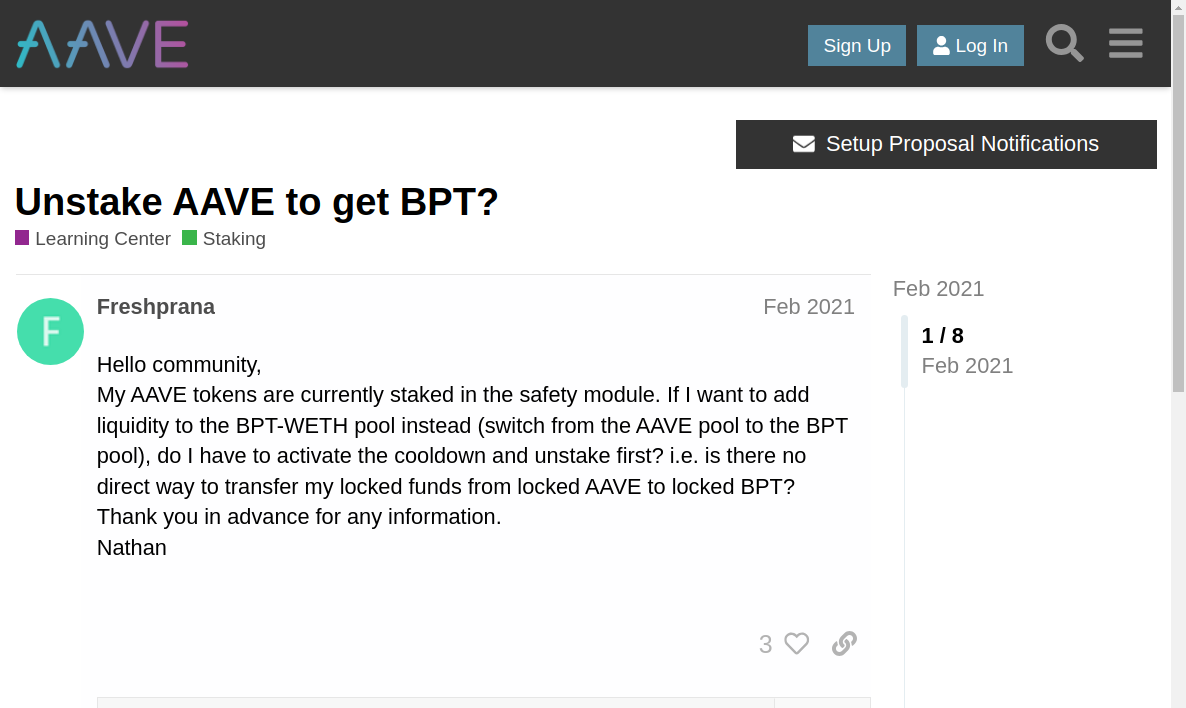 AAVE
Sign Up
Log In
Setup Proposal Notifications
Unstake AAVE to get BPT?
Learning Center Staking
Freshprana
Feb 2021
Feb 2021
F
1 / 8
Feb 2021
Hello community,
My AAVE tokens are currently staked in the safety module. If I want to add
liquidity to the BPT-WETH pool instead (switch from the AAVE pool to the BPT
pool), do I have to activate the cooldown and unstake first? i.e. is there no
direct way to transfer my locked funds from locked AAVE to locked BPT?
Thank you in advance for any information.
Nathan
3